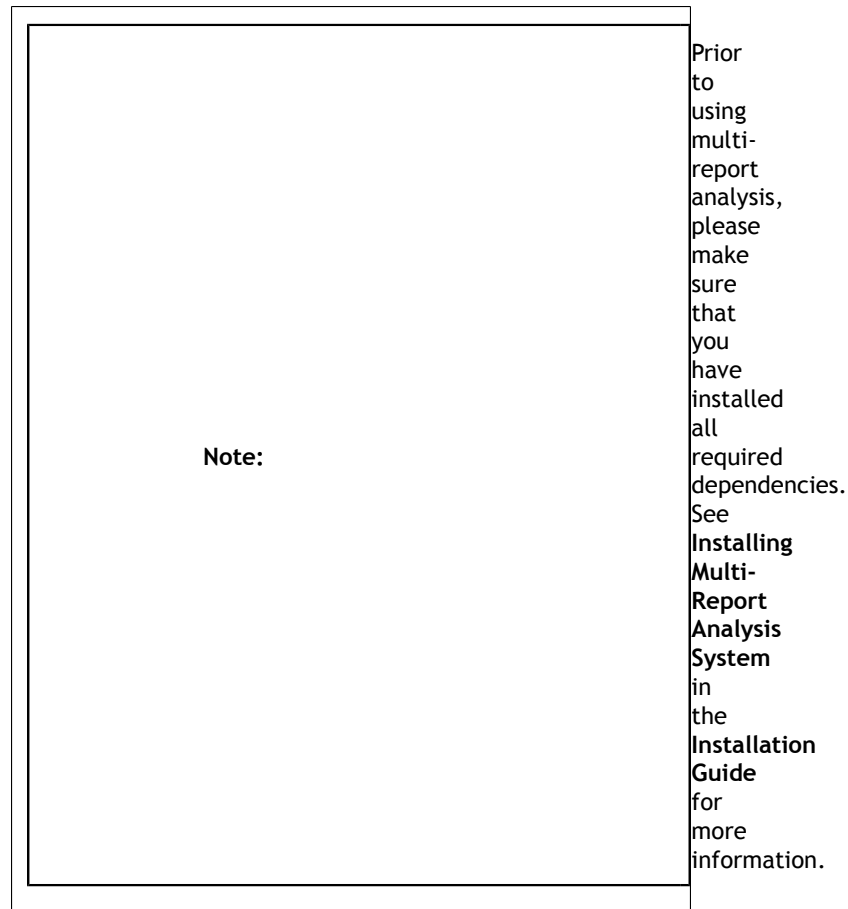 Note:
Prior
to
using
multi-
report
analysis,
please
make
sure
that
you
have
installed
all
required
dependencies.
See
Installing
Multi-
Report
Analysis
System
in
the
Installation
Guide
for
more
information.